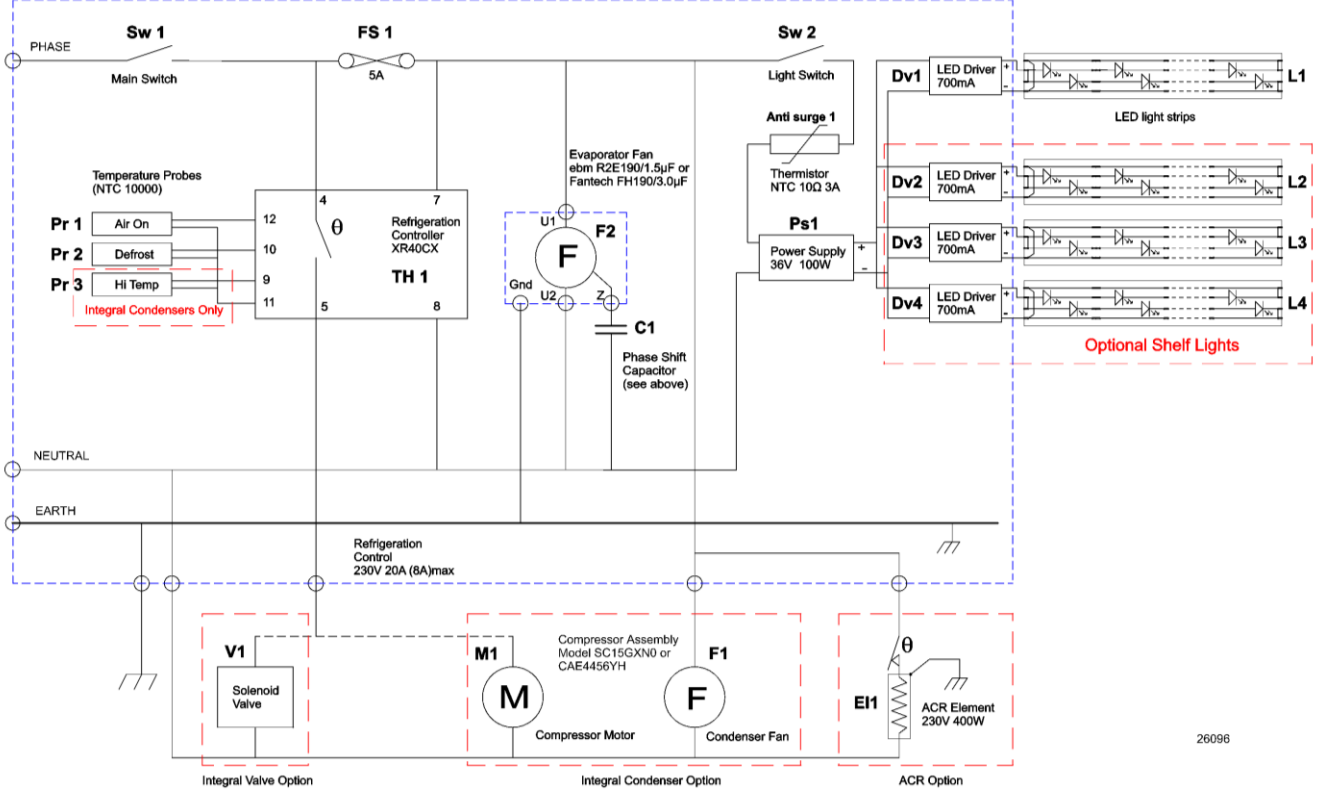 Sw 1
FS 1
Sw 2
PHASE
5A
Main Switch
Light Switch
Dv1
LED Driver
700mA
+
-
L1
LED light strips
Anti surge 1
Thermistor
NTC 10Ω 3A
Evaporator Fan
ebm R2E190/1.5µF or
Fantech FH190/3.0µF
Temperature Probes
(NTC 10000)
Pr 1
Air On
Pr 2
Defrost
Pr 3
Hi Temp
Integral Condensers Only
12
10
9
11
4
7
θ
Refrigeration
Controller
XR40CX
TH 1
5
8
U1
F2
F
Gnd
U2
Z
C1
Phase Shift
Capacitor
(see above)
Ps1
Power Supply
36V 100W
+
-
Dv2
LED Driver
700mA
+
-
L2
Dv3
LED Driver
700mA
+
-
L3
Dv4
LED Driver
700mA
+
-
L4
Optional Shelf Lights
NEUTRAL
EARTH
Refrigeration
Control
230V 20A (8A)max
V1
Solenoid
Valve
Integral Valve Option
M1
M
Compressor Assembly
Model SC15GXN0 or
CAE4456YH
Compressor Motor
F1
F
Condenser Fan
Integral Condenser Option
θ
El1
ACR Element
230V 400W
ACR Option
26096